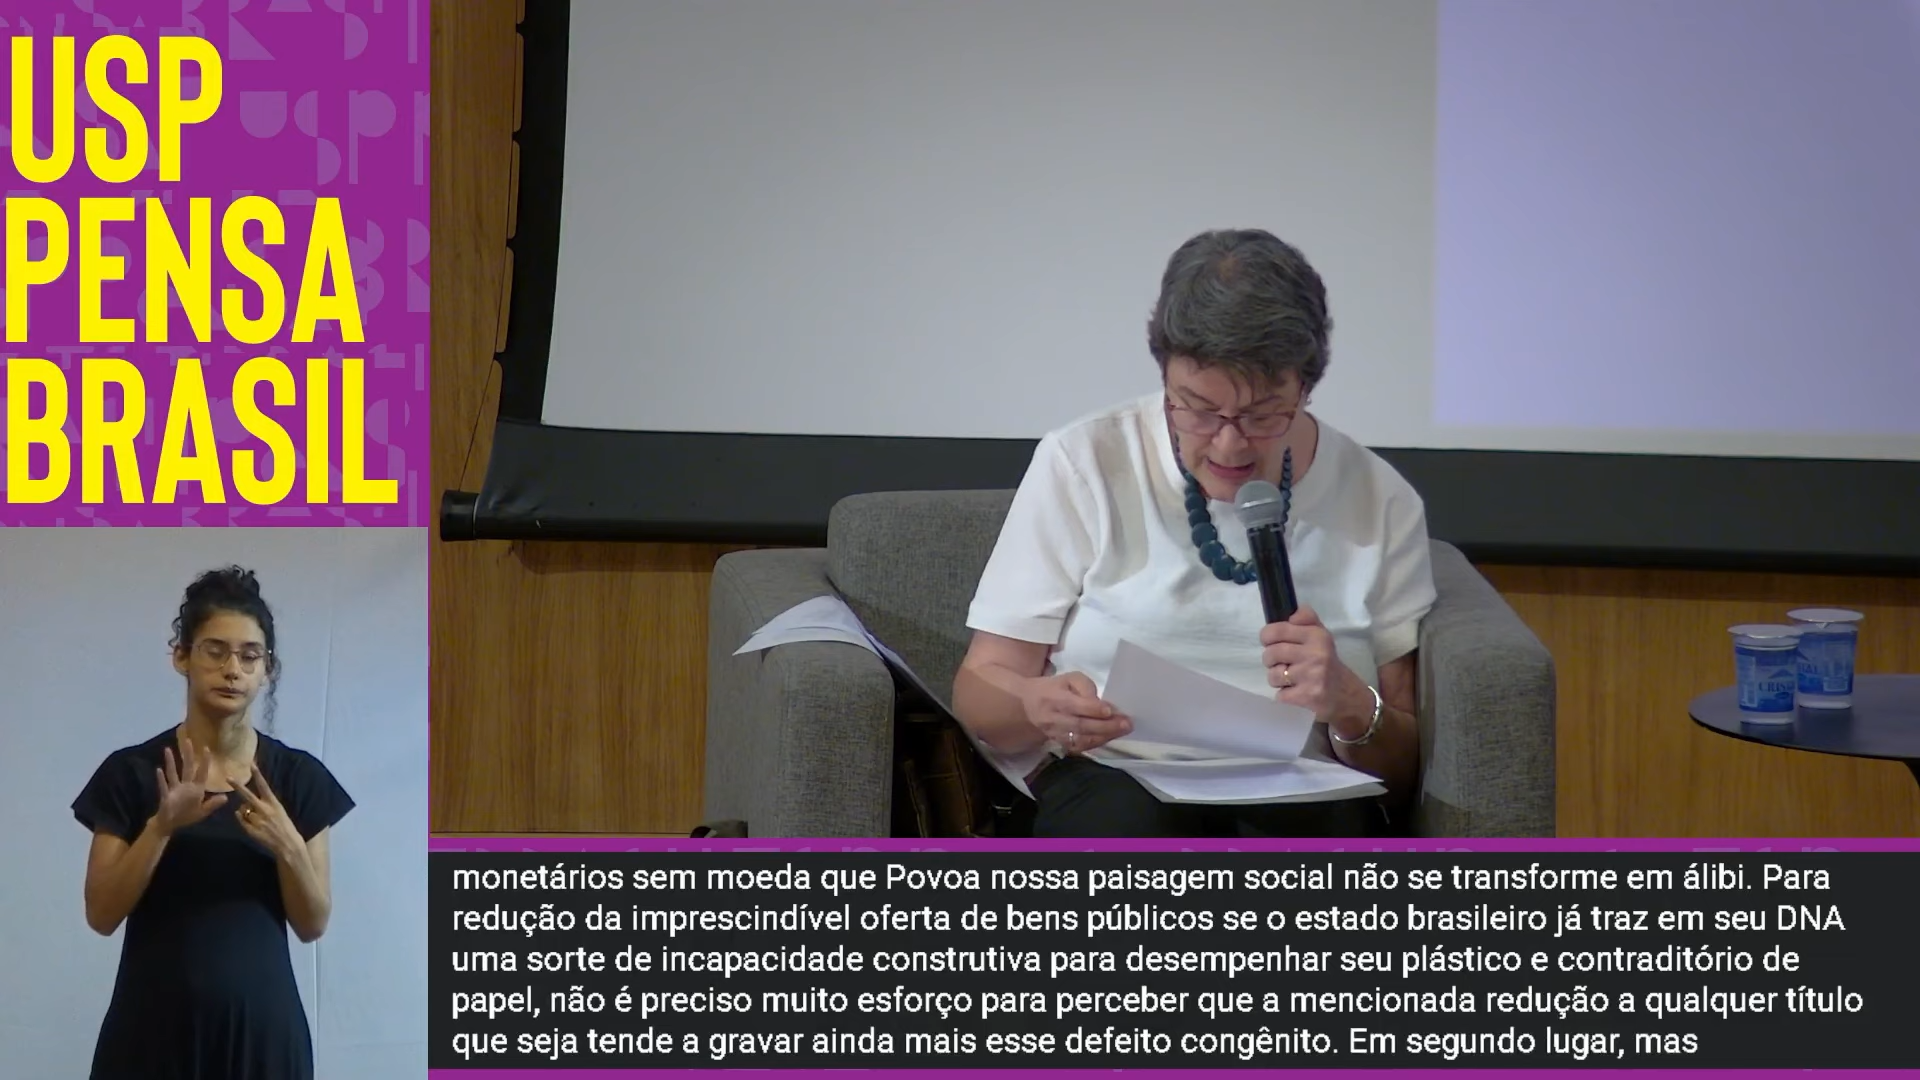 USP
PENSA
BRASIL
monetários sem moeda que Povoa nossa paisagem social não se transforme em álibi. Para
redução da imprescindível oferta de bens públicos se o estado brasileiro já traz em seu DNA
uma sorte de incapacidade construtiva para desempenhar seu plástico e contraditório de
papel, não é preciso muito esforço para perceber que a mencionada redução a qualquer título
que seja tende a gravar ainda mais esse defeito congênito. Em segundo lugar, mas